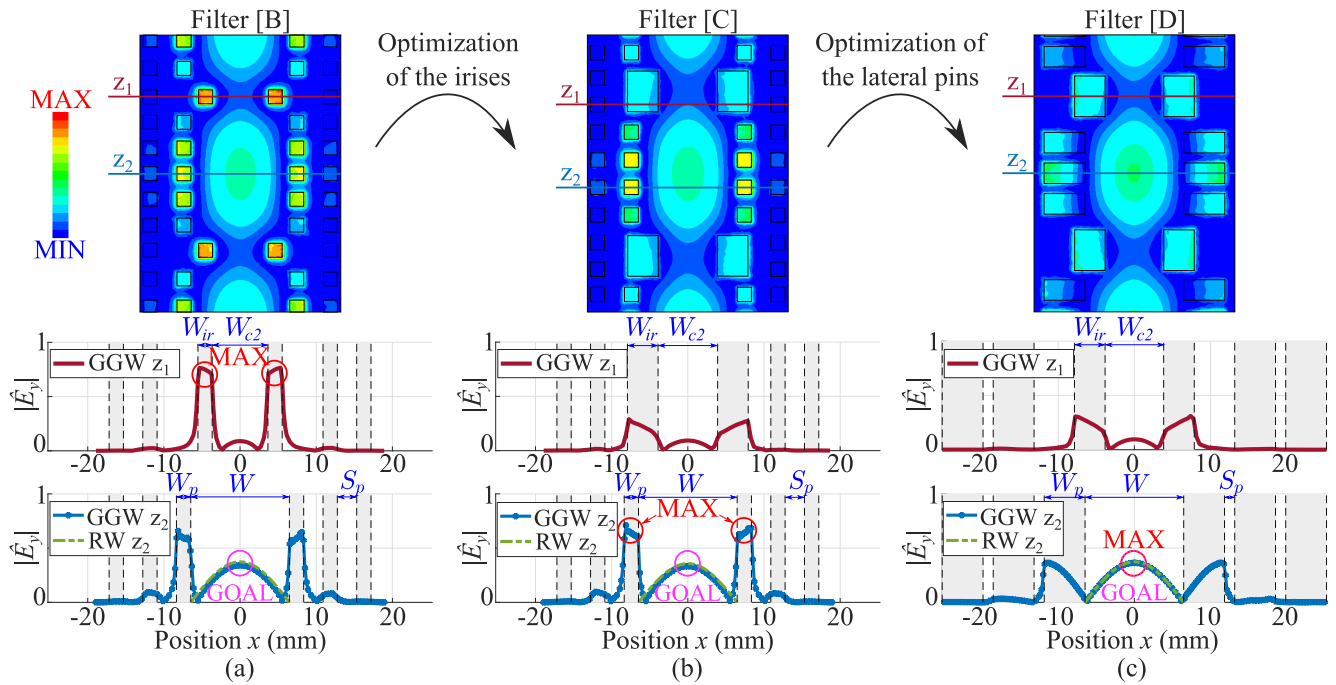 Filter [B]
Filter [C]
Filter [D]
Optimization
of the irises
Optimization of
the lateral pins
MAX
MIN
z1
z2
z1
z2
z1
z2
Wir Wc2
1
GGW z1
MAX
|Êy|
0
-20 -10 0 10 20
Wp W Sp
1
GGW z2
RW z2
|Êy|
GOAL
0
-20 -10 0 10 20
Position x (mm)
(a)
Wir Wc2
1
GGW z1
|Êy|
0
-20 -10 0 10 20
Wp W Sp
1
GGW z2
RW z2
MAX
|Êy|
GOAL
0
-20 -10 0 10 20
Position x (mm)
(b)
Wir Wc2
1
GGW z1
|Êy|
0
-20 -10 0 10 20
Wp W Sp
1
GGW z2
RW z2
MAX
|Êy|
GOAL
0
-20 -10 0 10 20
Position x (mm)
(c)